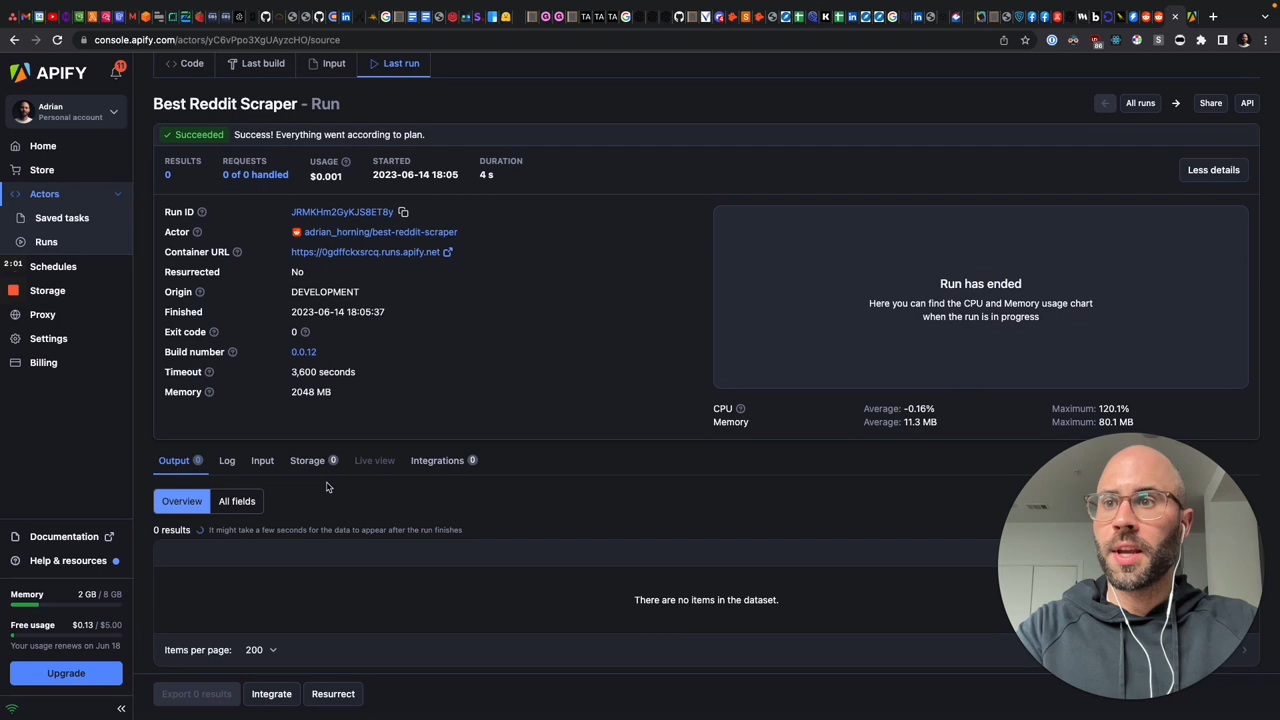 console.apify.com/actors/yC6vPpo3XgUAyzcHO/source
APIFY
11
Adrian
Personal account
Home
Store
Actors
Saved tasks
Runs
2:01
Schedules
Storage
Proxy
Settings
Billing
Documentation
Help & resources
Memory 2 GB / 8 GB
Free usage $0.13 / $5.00
Your usage renews on Jun 18
Upgrade
Code Last build Input Last run
Best Reddit Scraper - Run
All runs Share API
Succeeded Success! Everything went according to plan.
RESULTS REQUESTS USAGE STARTED DURATION
0 0 of 0 handled $0.001 2023-06-14 18:05 4 s
Less details
Run ID JRMKHm2GyKJS8ET8y
Actor adrian_horning/best-reddit-scraper
Container URL https://0gdffckxsrcq.runs.apify.net
Resurrected No
Origin DEVELOPMENT
Finished 2023-06-14 18:05:37
Exit code 0
Build number 0.0.12
Timeout 3,600 seconds
Memory 2048 MB
Run has ended
Here you can find the CPU and Memory usage chart
when the run is in progress
CPU Average: -0.16% Maximum: 120.1%
Memory Average: 11.3 MB Maximum: 80.1 MB
Output 0 Log Input Storage 0 Live view Integrations 0
Overview All fields
0 results It might take a few seconds for the data to appear after the run finishes
There are no items in the dataset.
Items per page: 200
Export 0 results Integrate Resurrect